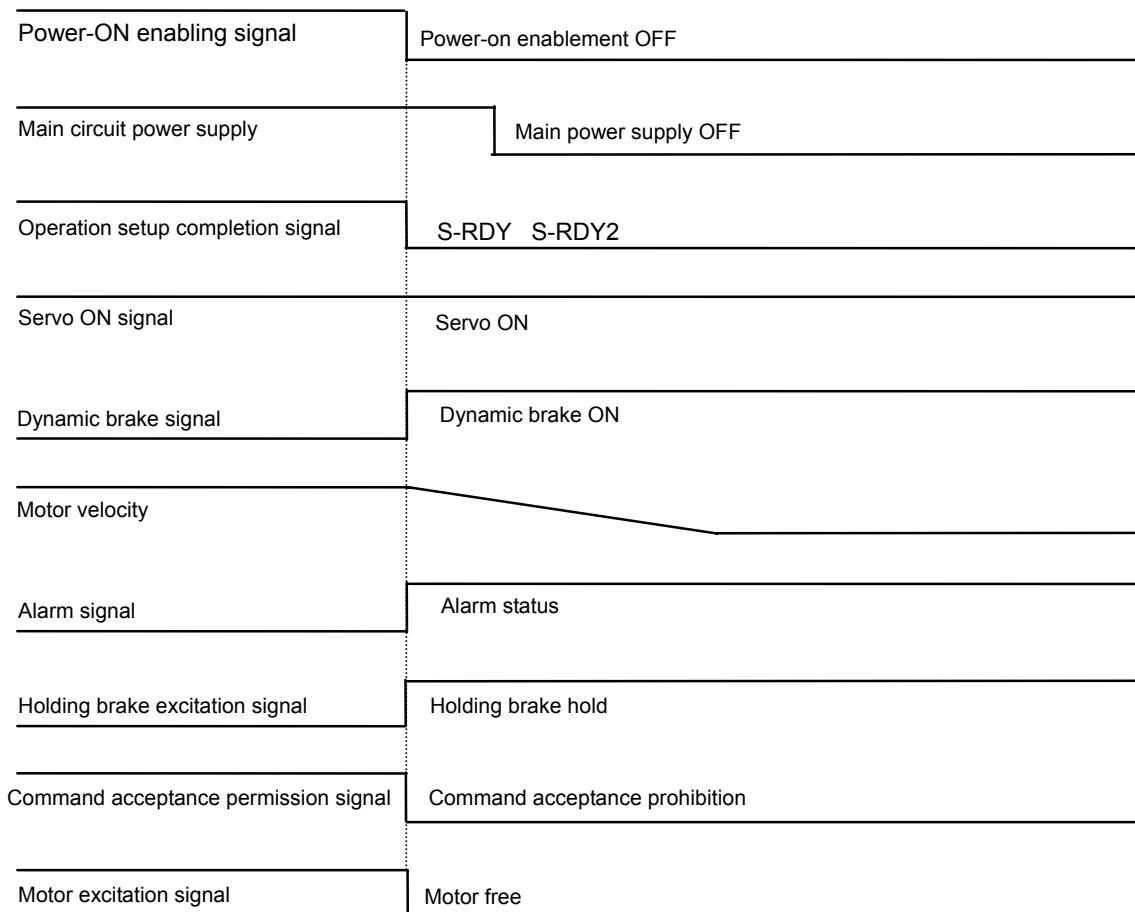 Power-ON enabling signal
Power-on enablement OFF
Main circuit power supply
Main power supply OFF
Operation setup completion signal
S-RDY S-RDY2
Servo ON signal
Servo ON
Dynamic brake signal
Dynamic brake ON
Motor velocity
Alarm signal
Alarm status
Holding brake excitation signal
Holding brake hold
Command acceptance permission signal
Command acceptance prohibition
Motor excitation signal
Motor free